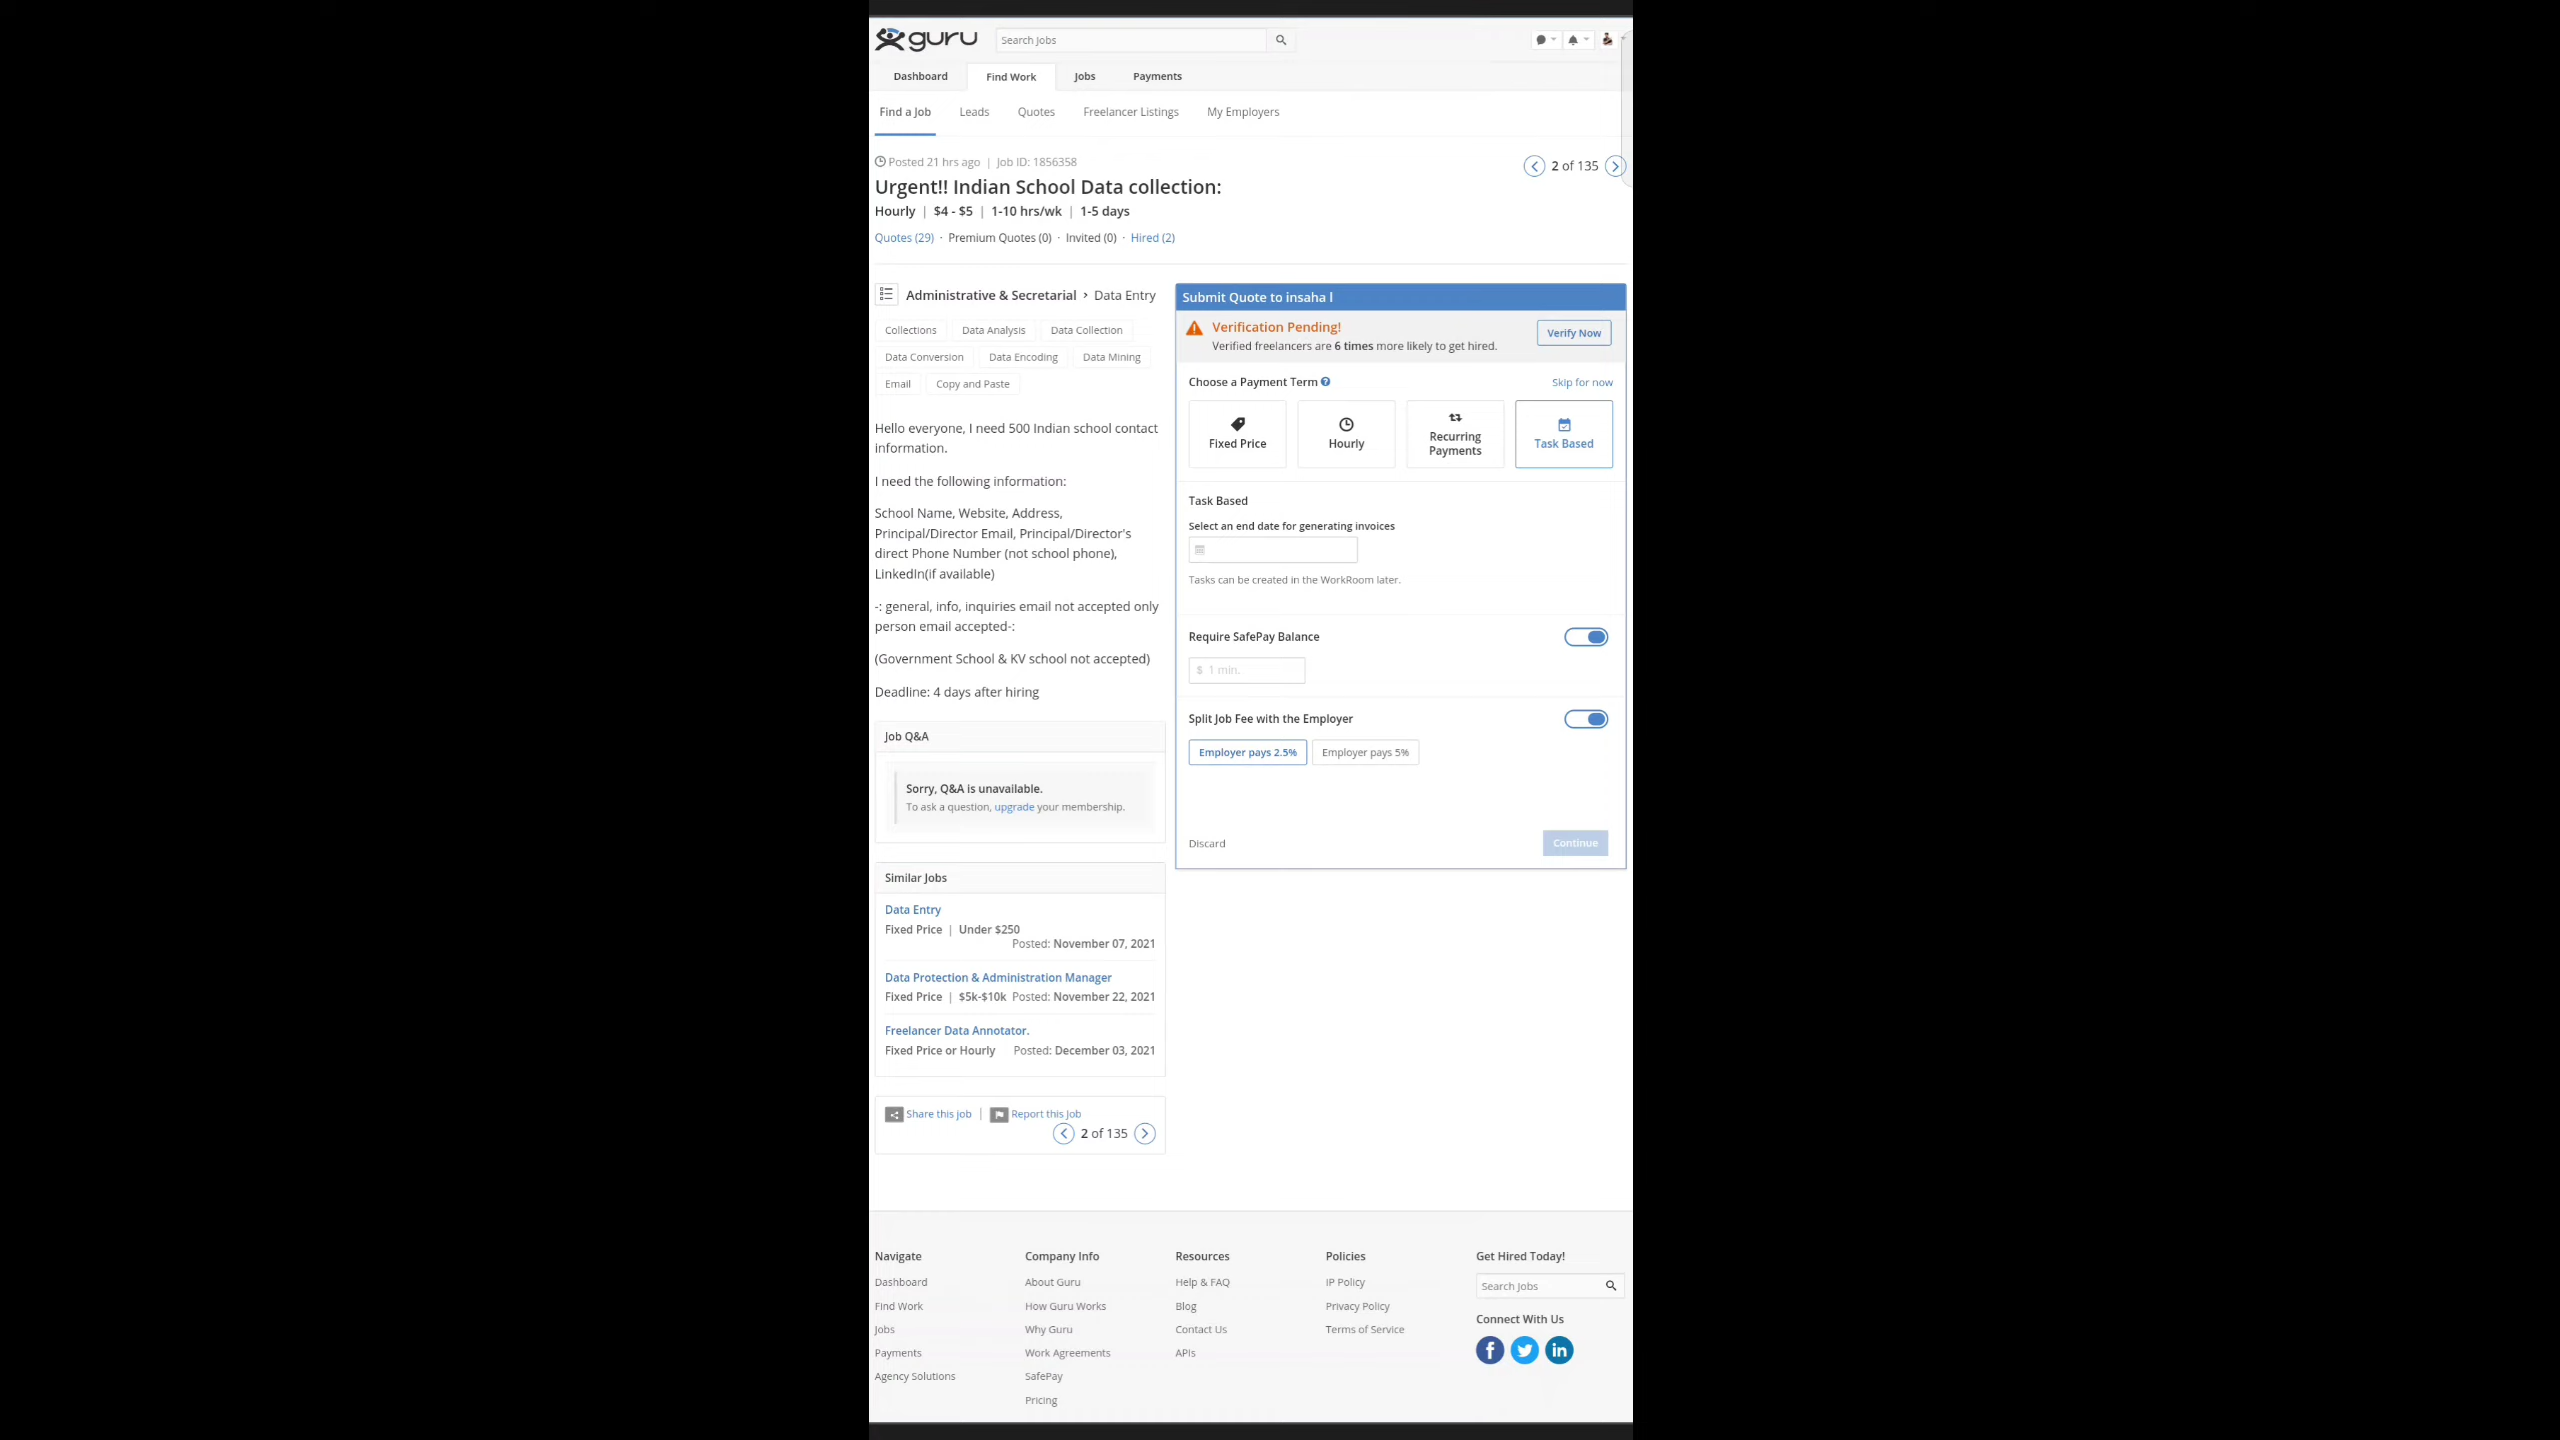 guru
Search Jobs
Dashboard
Find Work
Jobs
Payments
Find a Job
Leads
Quotes
Freelancer Listings
My Employers
Posted 21 hrs ago | Job ID: 1856358
2 of 135
Urgent!! Indian School Data collection:
Hourly | $4 - $5 | 1-10 hrs/wk | 1-5 days
Quotes (29) · Premium Quotes (0) · Invited (0) · Hired (2)
Administrative & Secretarial › Data Entry
Collections
Data Analysis
Data Collection
Data Conversion
Data Encoding
Data Mining
Email
Copy and Paste
Hello everyone, I need 500 Indian school contact
information.
I need the following information:
School Name, Website, Address,
Principal/Director Email, Principal/Director's
direct Phone Number (not school phone),
LinkedIn(if available)
-: general, info, inquiries email not accepted only
person email accepted-:
(Government School & KV school not accepted)
Deadline: 4 days after hiring
Job Q&A
Sorry, Q&A is unavailable.
To ask a question, upgrade your membership.
Similar Jobs
Data Entry
Fixed Price | Under $250
Posted: November 07, 2021
Data Protection & Administration Manager
Fixed Price | $5k-$10k Posted: November 22, 2021
Freelancer Data Annotator.
Fixed Price or Hourly Posted: December 03, 2021
Share this job | Report this Job
2 of 135
Submit Quote to insaha l
Verification Pending!
Verified freelancers are 6 times more likely to get hired.
Verify Now
Choose a Payment Term ?
Skip for now
Fixed Price
Hourly
Recurring
Payments
Task Based
Task Based
Select an end date for generating invoices
Tasks can be created in the WorkRoom later.
Require SafePay Balance
$ 1 min.
Split Job Fee with the Employer
Employer pays 2.5%
Employer pays 5%
Discard
Continue
Navigate
Dashboard
Find Work
Jobs
Payments
Agency Solutions
Company Info
About Guru
How Guru Works
Why Guru
Work Agreements
SafePay
Pricing
Resources
Help & FAQ
Blog
Contact Us
APIs
Policies
IP Policy
Privacy Policy
Terms of Service
Get Hired Today!
Search Jobs
Connect With Us
f
in